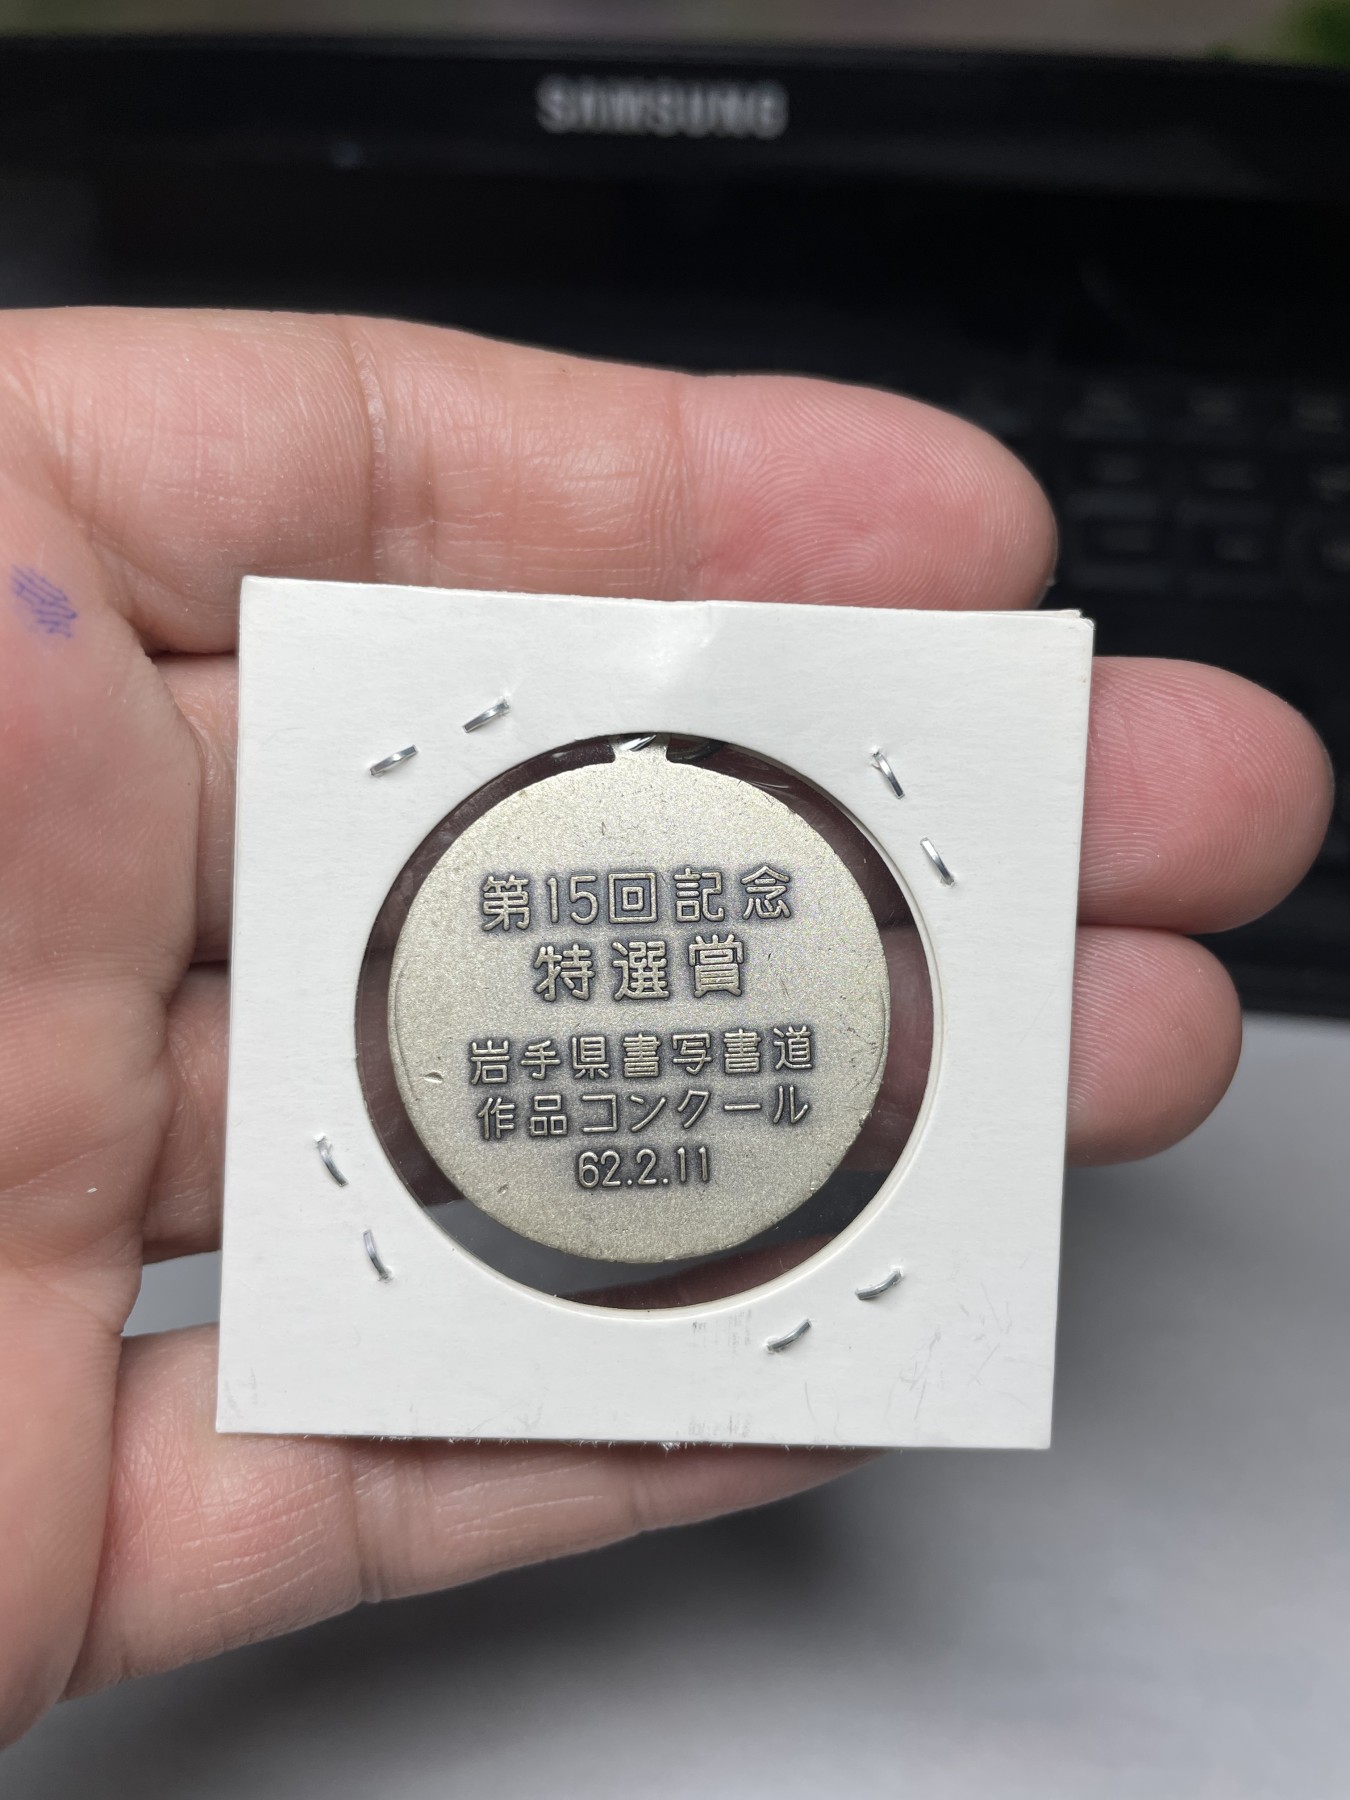 SAMSUNG
第15回記念
特選賞
岩手県書写書道
作品コンクール
62.2.11